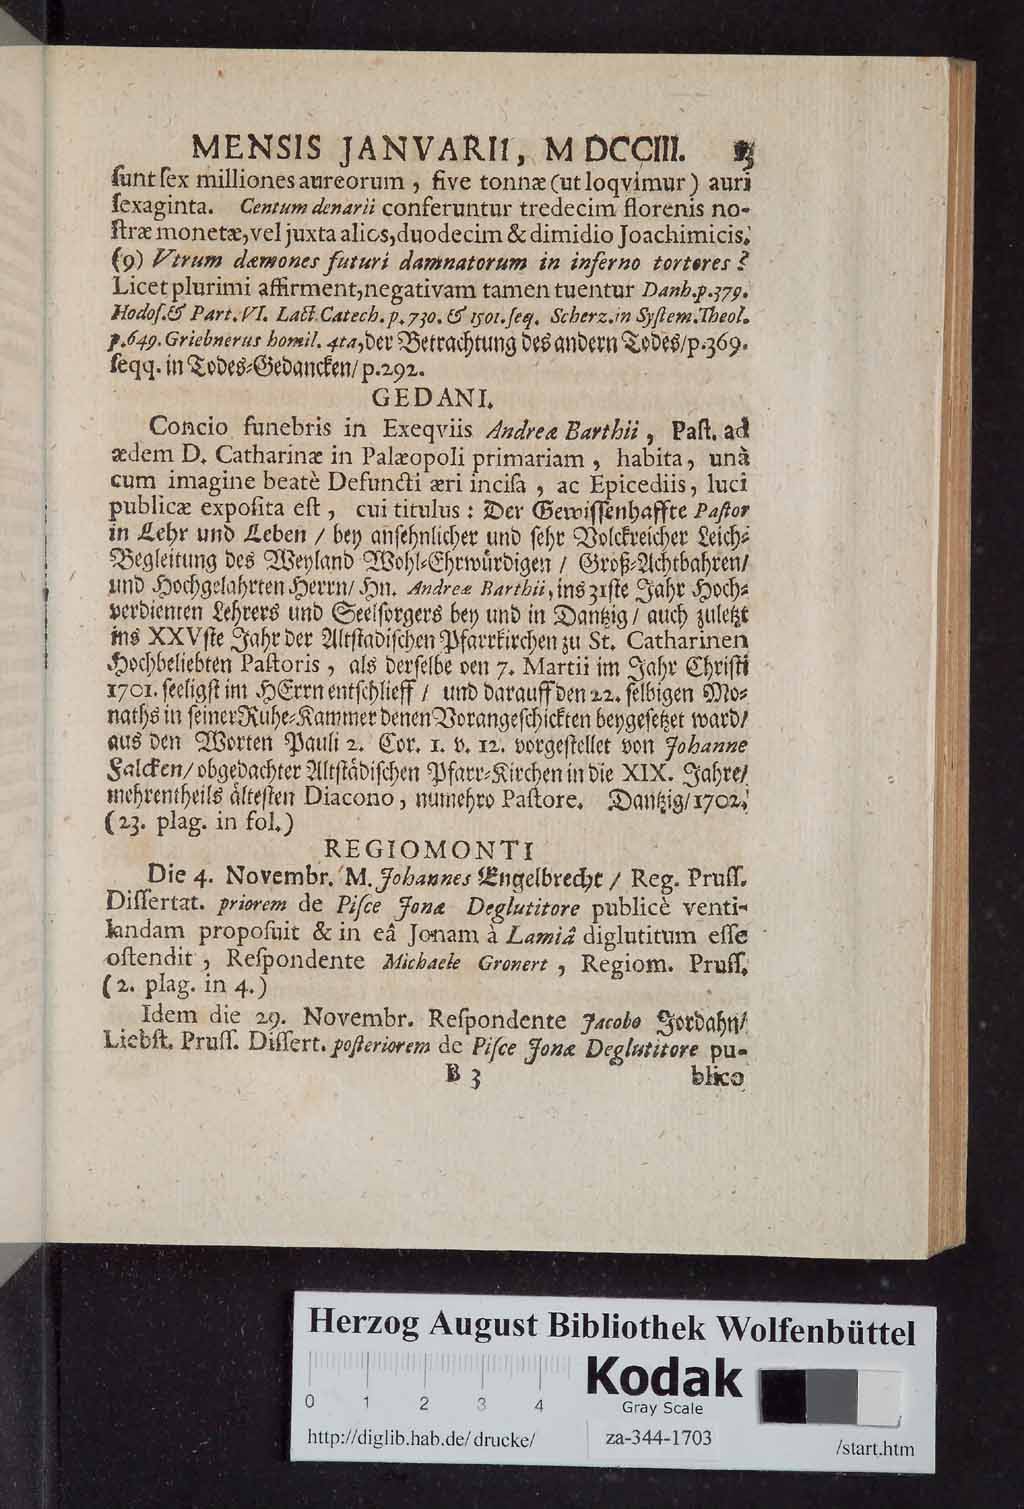 MENSIS JANVARII, M DCCIII. 13
ſunt ſex milliones aureorum, ſive tonnæ (ut loqvimur) auri
ſexaginta. Centum denarii conferuntur tredecim florenis no-
ſtræ monetæ, vel juxta alios, duodecim & dimidio Joachimicis.
(9) Vtrum dæmones futuri damnatorum in inferno tortores?
Licet plurimi affirment, negativam tamen tuentur Danh. p. 379.
Hodoſ. & Part. VI. Lact. Catech. p. 730. & 1501. ſeq. Scherz. in Syſtem. Theol.
p. 649. Griebnerus homil. 4ta, der Betrachtung des andern Todes/ p. 369.
ſeqq. in Todes-Gedancken/ p. 292.
GEDANI.
Concio funebris in Exeqviis Andreæ Barthii, Paſt. ad
ædem D. Catharinæ in Palæopoli primariam, habita, unà
cum imagine beatè Defuncti æri inciſa, ac Epicediis, luci
publicæ expoſita eſt, cui titulus: Der Gewiſſenhaffte Paſtor
in Lehr und Leben / bey anſehnlicher und ſehr Volckreicher Leich-
Begleitung des Weyland Wohl-Ehrwürdigen / Groß-Achtbahren/
und Hochgelahrten Herrn/ Hn. Andreæ Barthii, ins 31ſte Jahr Hoch-
verdienten Lehrers und Seelſorgers bey und in Dantzig / auch zuletzt
ins XXVſte Jahr der Altſtadiſchen Pfarrkirchen zu St. Catharinen
Hochbeliebten Paſtoris, als derſelbe den 7. Martii im Jahr Chriſti
1701. ſeeligſt im HErrn entſchlieff / und darauff den 22. ſelbigen Mo-
naths in ſeiner Ruhe-Kammer denen Vorangeſchickten beygeſetzet ward/
aus den Worten Pauli 2. Cor. 1. v. 12. vorgeſtellet von Johanne
Falcken/ obgedachter Altſtädiſchen Pfarr-Kirchen in die XIX. Jahre/
mehrentheils älteſten Diacono, numehro Paſtore. Dantzig/ 1702.
(23. plag. in fol.)
REGIOMONTI
Die 4. Novembr. M. Johannes Engelbrecht / Reg. Pruſſ.
Diſſertat. priorem de Piſce Jonæ Deglutitore publicè venti-
landam propoſuit & in eâ Jonam à Lamiâ diglutitum eſſe
oſtendit, Reſpondente Michaele Gronert, Regiom. Pruſſ.
(2. plag. in 4.)
Idem die 29. Novembr. Reſpondente Jacobo Jordahn/
Liebſt. Pruſſ. Diſſert. poſteriorem de Piſce Jonæ Deglutitore pu-
B 3 blico
Herzog August Bibliothek Wolfenbüttel
0 1 2 3 4
Kodak
Gray Scale
http://diglib.hab.de/drucke/ za-344-1703 /start.htm